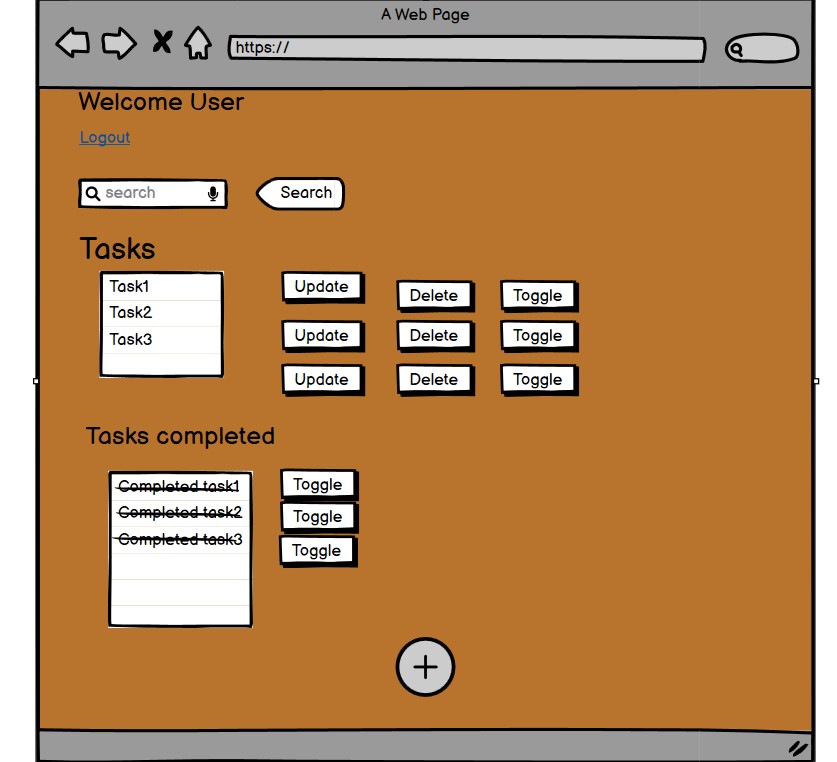 A Web Page
https://
Welcome User
Logout
search
Search
Tasks
Task1
Update
Delete
Toggle
Task2
Update
Delete
Toggle
Task3
Update
Delete
Toggle
Tasks completed
Completed task1
Toggle
Completed task2
Toggle
Completed task3
Toggle